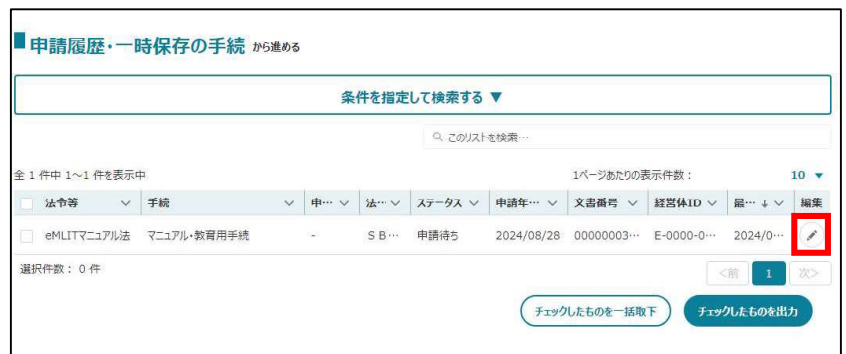 申請履歴・一時保存の手続 から進める
条件を指定して検索する ▼
このリストを検索…
全 1 件中 1～1 件を表示中 1ページあたりの表示件数： 10 ▼
法令等 手続 申… 法… ステータス 申請年… 文書番号 経営体ID 最… ↓ 編集
eMLITマニュアル法 マニュアル・教育用手続 - S B… 申請待ち 2024/08/28 00000003… E-0000-0… 2024/0…
選択件数： 0 件 <前 1 次>
チェックしたものを一括取下 チェックしたものを出力